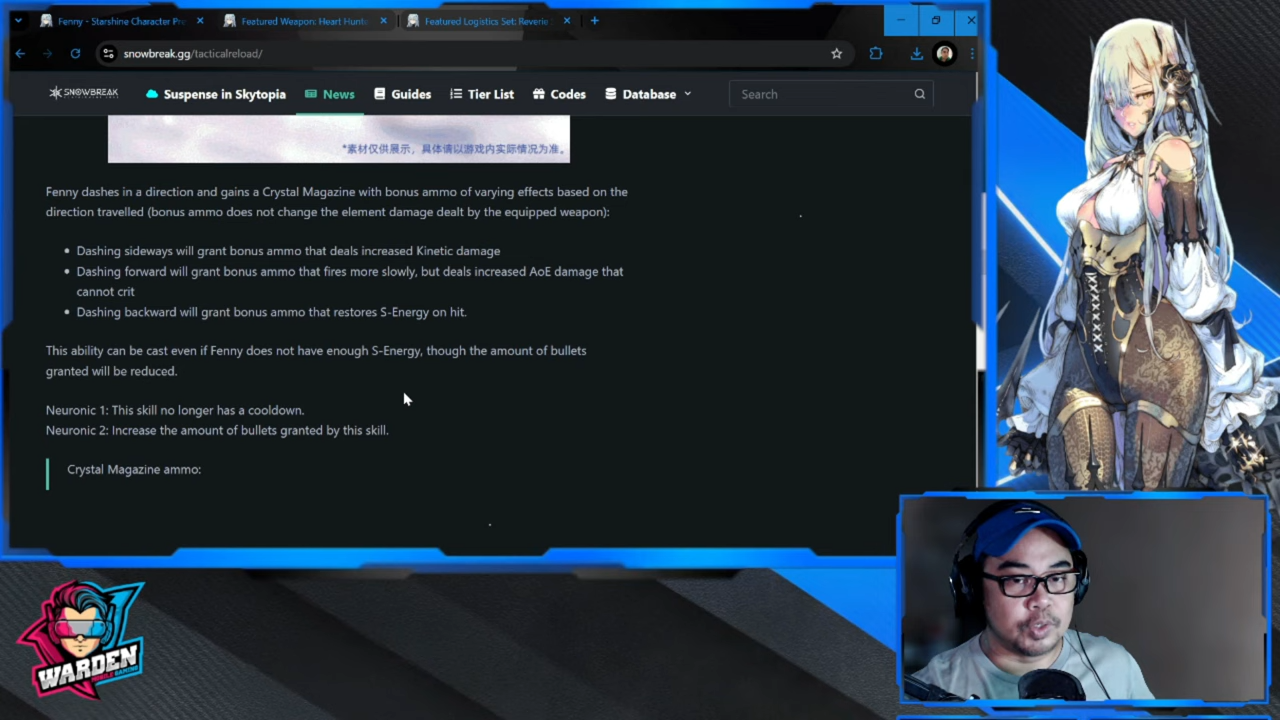 Fenny - Starshine Character Pre
Featured Weapon: Heart Hunt
Featured Logistics Set: Reverie
snowbreak.gg/tacticalreload/
SNOWBREAK
Suspense in Skytopia
News
Guides
Tier List
Codes
Database
Search
*素材仅供展示，具体请以游戏内实际情况为准。
Fenny dashes in a direction and gains a Crystal Magazine with bonus ammo of varying effects based on the
direction travelled (bonus ammo does not change the element damage dealt by the equipped weapon):
Dashing sideways will grant bonus ammo that deals increased Kinetic damage
Dashing forward will grant bonus ammo that fires more slowly, but deals increased AoE damage that
cannot crit
Dashing backward will grant bonus ammo that restores S-Energy on hit.
This ability can be cast even if Fenny does not have enough S-Energy, though the amount of bullets
granted will be reduced.
Neuronic 1: This skill no longer has a cooldown.
Neuronic 2: Increase the amount of bullets granted by this skill.
Crystal Magazine ammo:
WARDEN
MOBILE GAMING